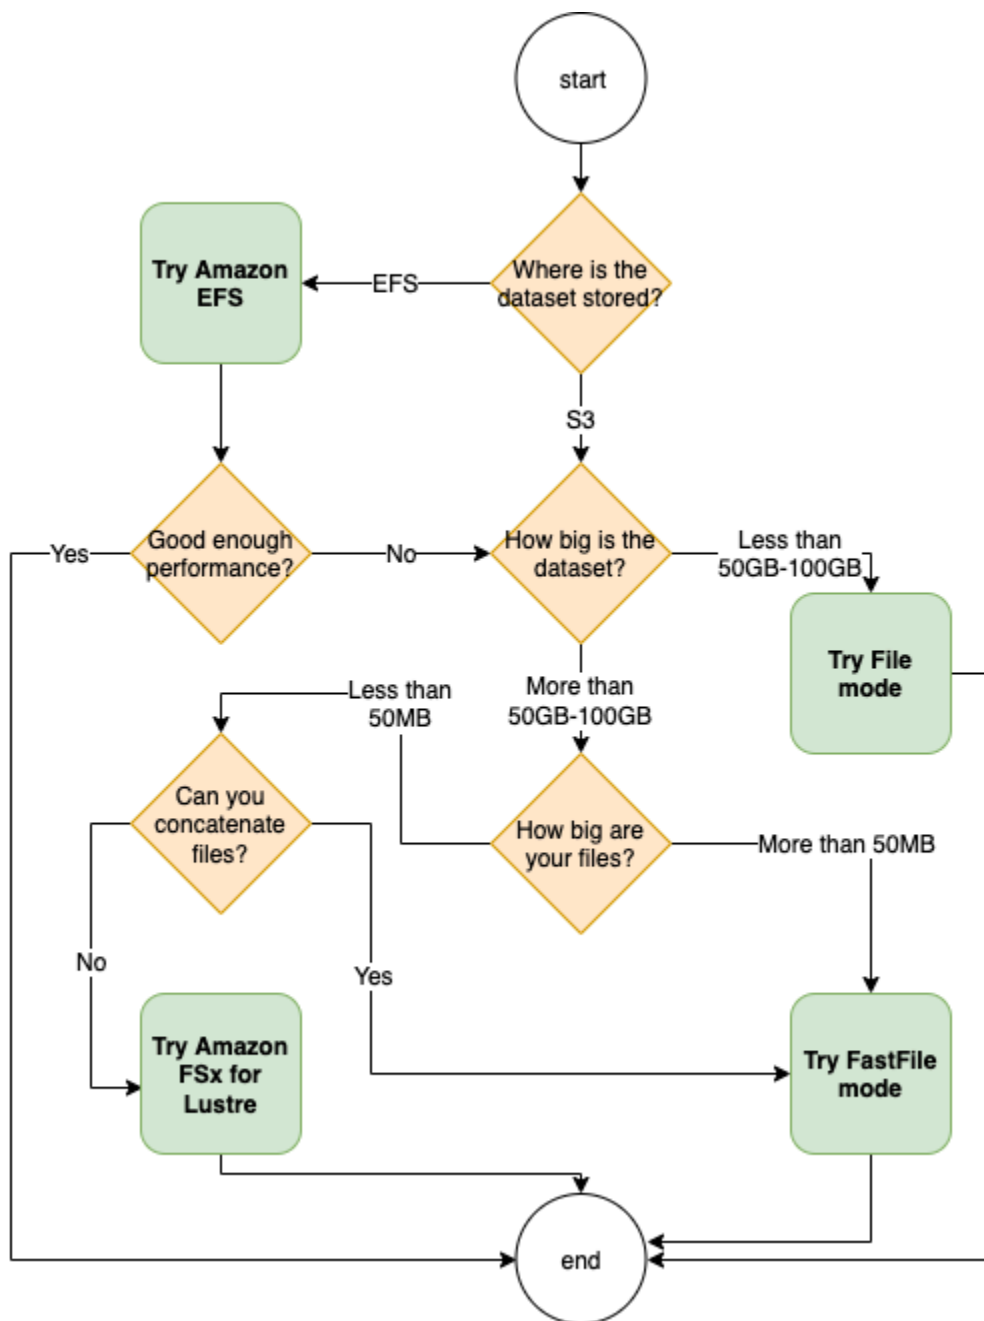 start
Where is the
dataset stored?
EFS
Try Amazon
EFS
S3
Good enough
performance?
Yes
No
How big is the
dataset?
Less than
50GB-100GB
Try File
mode
More than
50GB-100GB
Less than
50MB
Can you
concatenate
files?
How big are
your files?
More than 50MB
No
Yes
Try Amazon
FSx for
Lustre
Try FastFile
mode
end